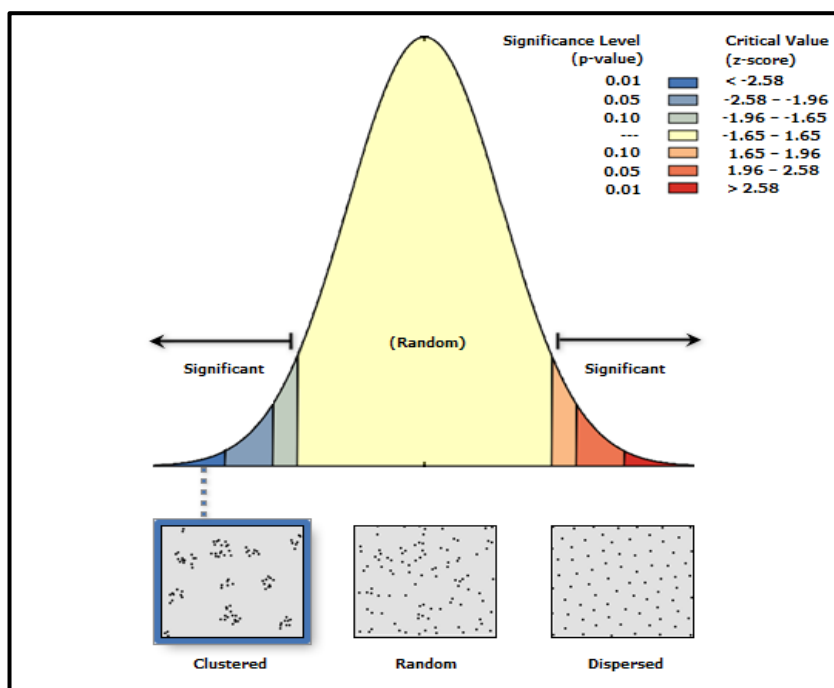 Significance Level
(p-value)
Critical Value
(z-score)
0.01 < -2.58
0.05 -2.58 – -1.96
0.10 -1.96 – -1.65
--- -1.65 – 1.65
0.10 1.65 – 1.96
0.05 1.96 – 2.58
0.01 > 2.58
(Random)
Significant
Significant
Clustered
Random
Dispersed